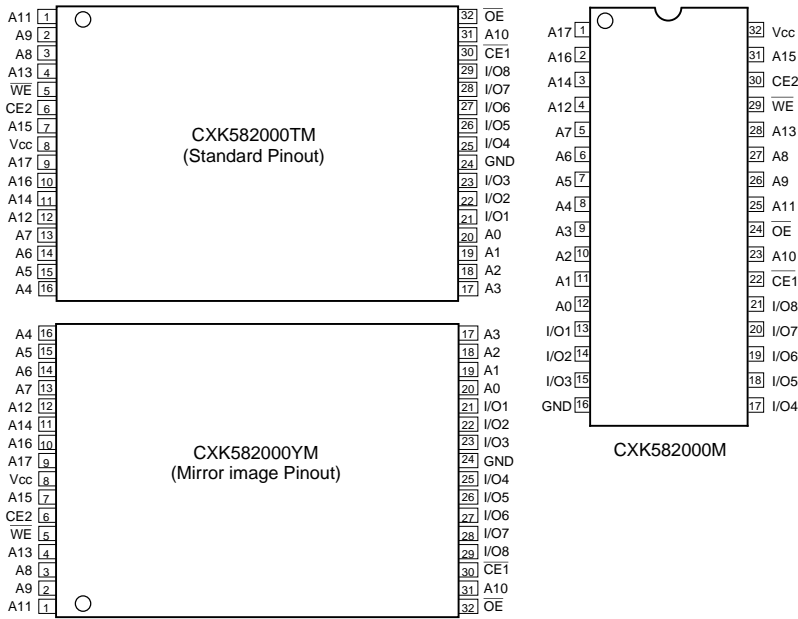 A11 1 32 O̅E̅
A9 2 31 A10
A8 3 30 C̅E̅1̅
A13 4 29 I/O8
W̅E̅ 5 28 I/O7
CE2 6 27 I/O6
A15 7 26 I/O5
Vcc 8 25 I/O4
A17 9 24 GND
A16 10 23 I/O3
A14 11 22 I/O2
A12 12 21 I/O1
A7 13 20 A0
A6 14 19 A1
A5 15 18 A2
A4 16 17 A3
CXK582000TM
(Standard Pinout)
A4 16 17 A3
A5 15 18 A2
A6 14 19 A1
A7 13 20 A0
A12 12 21 I/O1
A14 11 22 I/O2
A16 10 23 I/O3
A17 9 24 GND
Vcc 8 25 I/O4
A15 7 26 I/O5
CE2 6 27 I/O6
W̅E̅ 5 28 I/O7
A13 4 29 I/O8
A8 3 30 C̅E̅1̅
A9 2 31 A10
A11 1 32 O̅E̅
CXK582000YM
(Mirror image Pinout)
A17 1 32 Vcc
A16 2 31 A15
A14 3 30 CE2
A12 4 29 W̅E̅
A7 5 28 A13
A6 6 27 A8
A5 7 26 A9
A4 8 25 A11
A3 9 24 O̅E̅
A2 10 23 A10
A1 11 22 C̅E̅1̅
A0 12 21 I/O8
I/O1 13 20 I/O7
I/O2 14 19 I/O6
I/O3 15 18 I/O5
GND 16 17 I/O4
CXK582000M